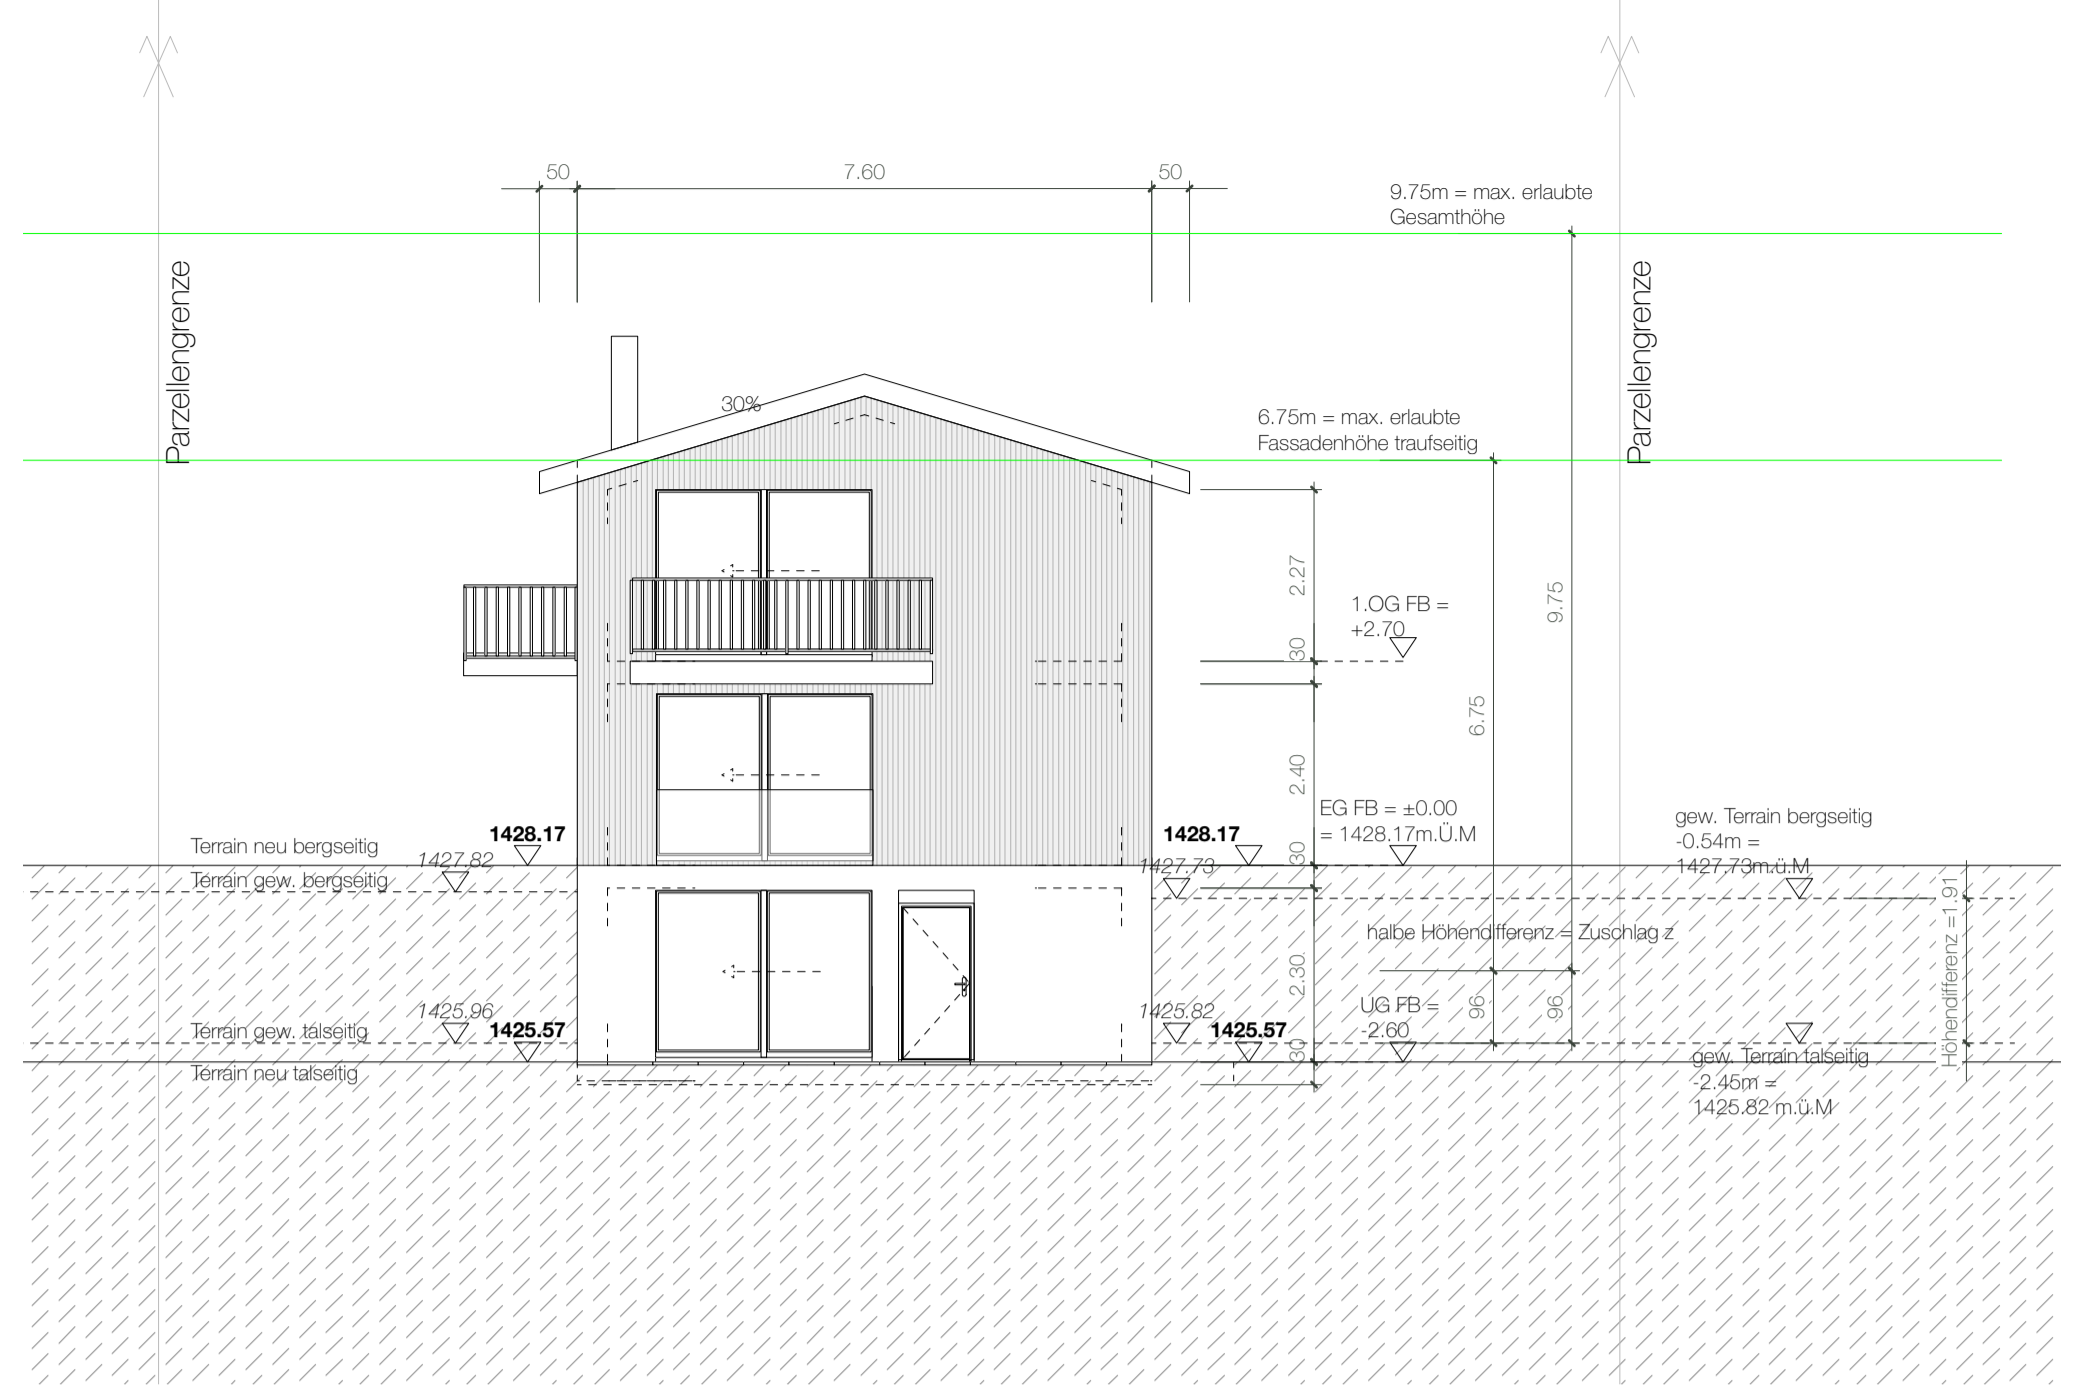 50
7.60
50
9.75m = max. erlaubte
Gesamthöhe
Parzellengrenze
Parzellengrenze
30%
6.75m = max. erlaubte
Fassadenhöhe traufseitig
2.27
9.75
1.OG FB =
+2.70
30
6.75
2.40
EG FB = ±0.00
= 1428.17m.Ü.M
gew. Terrain bergseitig
-0.54m =
1427.73m.ü.M
Terrain neu bergseitig
1428.17
1428.17
1427.82
1427.73
30
Terrain gew. bergseitig
halbe Höhendifferenz = Zuschlag z
Höhendifferenz =1.91
2.30
1425.96
1425.82
UG FB =
-2.60
96
96
Terrain gew. talseitig
1425.57
1425.57
30
gew. Terrain talseitig
-2.45m =
1425.82 m.ü.M
Terrain neu talseitig